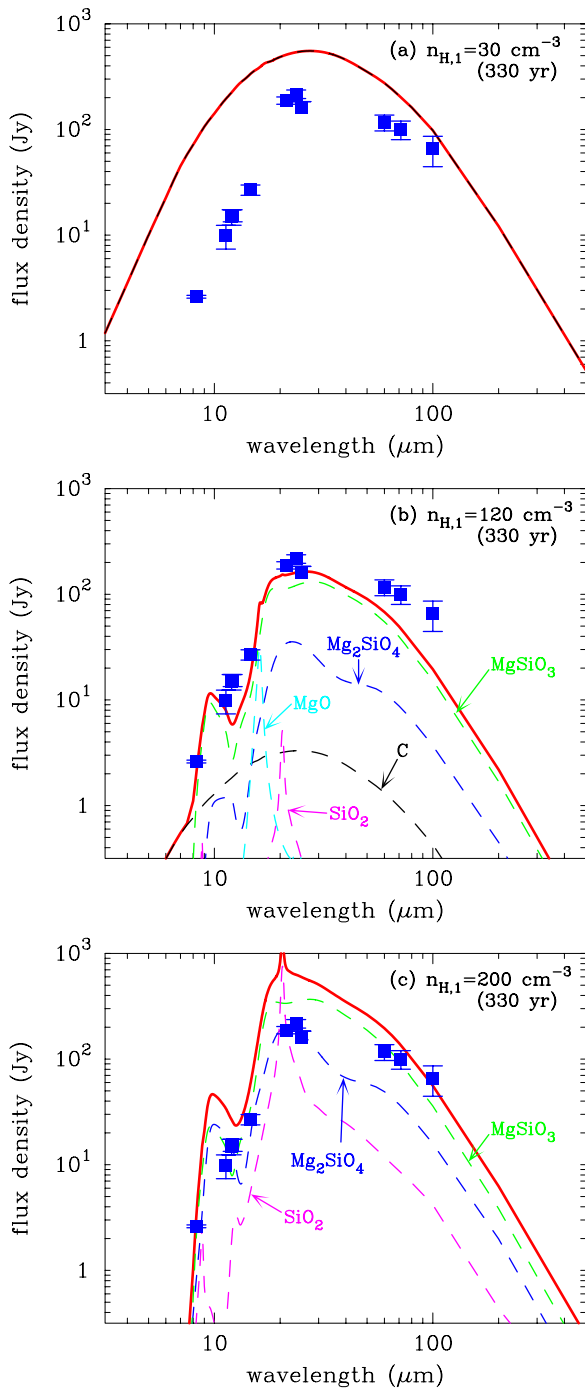 10³
(a) n_H,1=30 cm⁻³
(330 yr)
10²
flux density (Jy)
10
1
10
100
wavelength (μm)
10³
(b) n_H,1=120 cm⁻³
(330 yr)
10²
Mg₂SiO₄
MgSiO₃
flux density (Jy)
10
MgO
C
SiO₂
1
10
100
wavelength (μm)
10³
(c) n_H,1=200 cm⁻³
(330 yr)
10²
flux density (Jy)
MgSiO₃
Mg₂SiO₄
10
SiO₂
1
10
100
wavelength (μm)